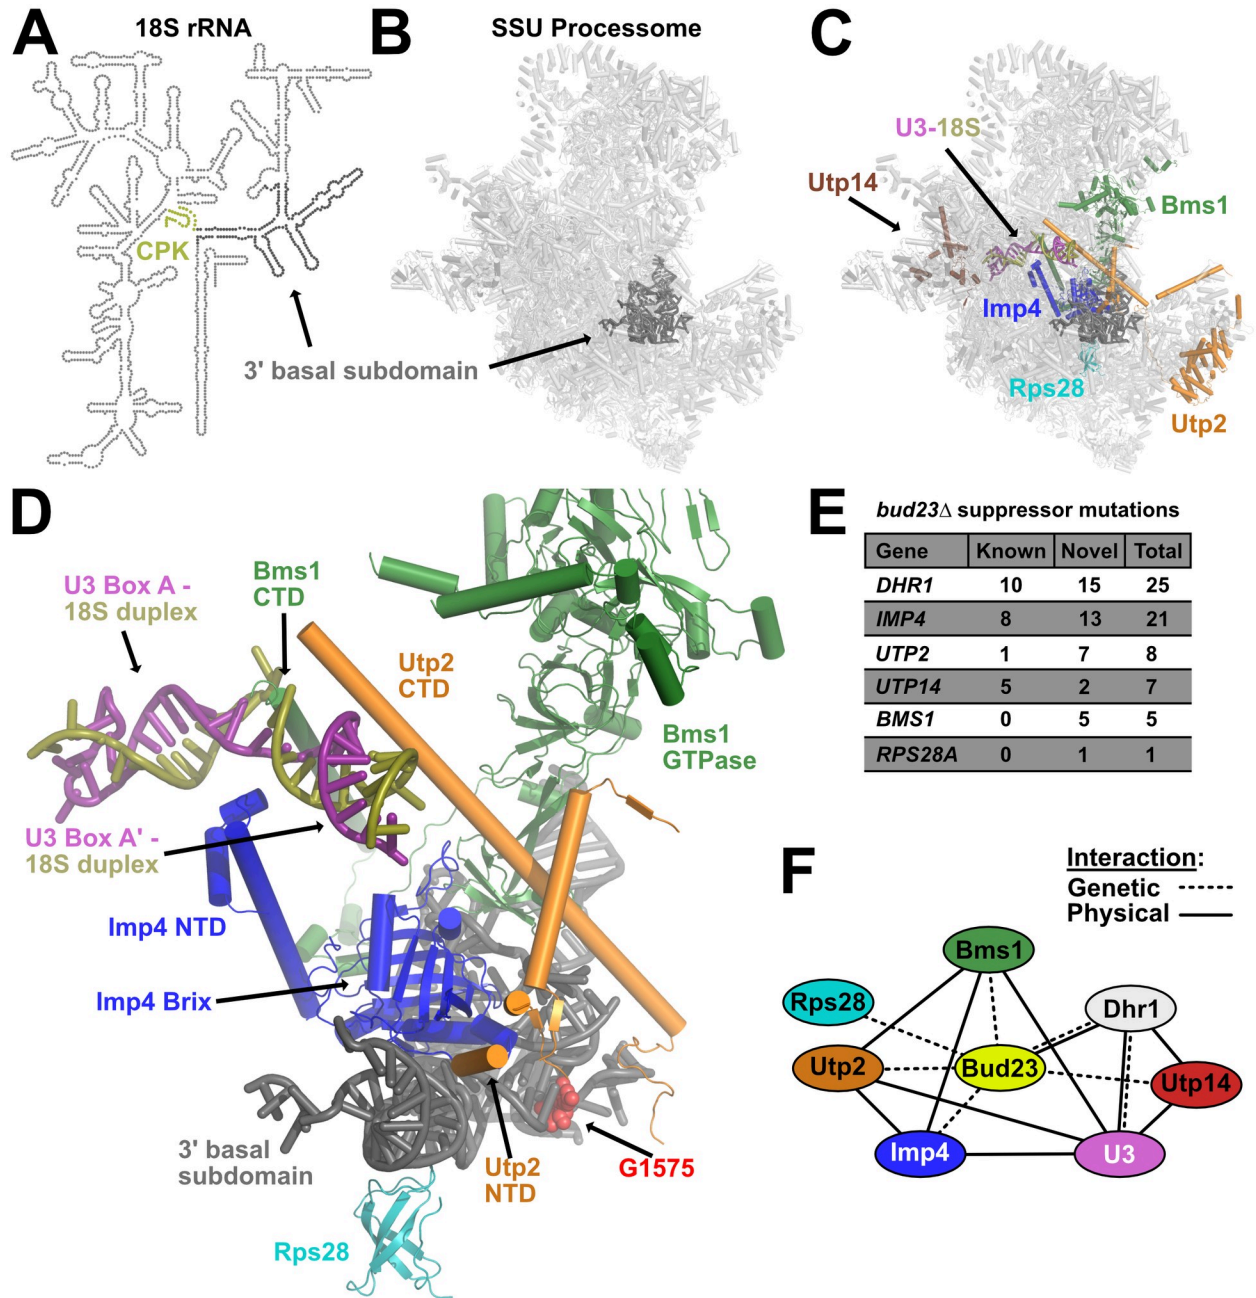 A
18S rRNA
CPK
B
SSU Processome
3' basal subdomain
C
U3-18S
Utp14
Bms1
Imp4
Rps28
Utp2
D
U3 Box A -
18S duplex
Bms1
CTD
Utp2
CTD
Bms1
GTPase
U3 Box A' -
18S duplex
Imp4 NTD
Imp4 Brix
3' basal
subdomain
Utp2
NTD
G1575
Rps28
E
bud23Δ suppressor mutations
Gene Known Novel Total
DHR1 10 15 25
IMP4 8 13 21
UTP2 1 7 8
UTP14 5 2 7
BMS1 0 5 5
RPS28A 0 1 1
F
Interaction:
Genetic
Physical
Bms1
Rps28
Dhr1
Utp2
Bud23
Utp14
Imp4
U3